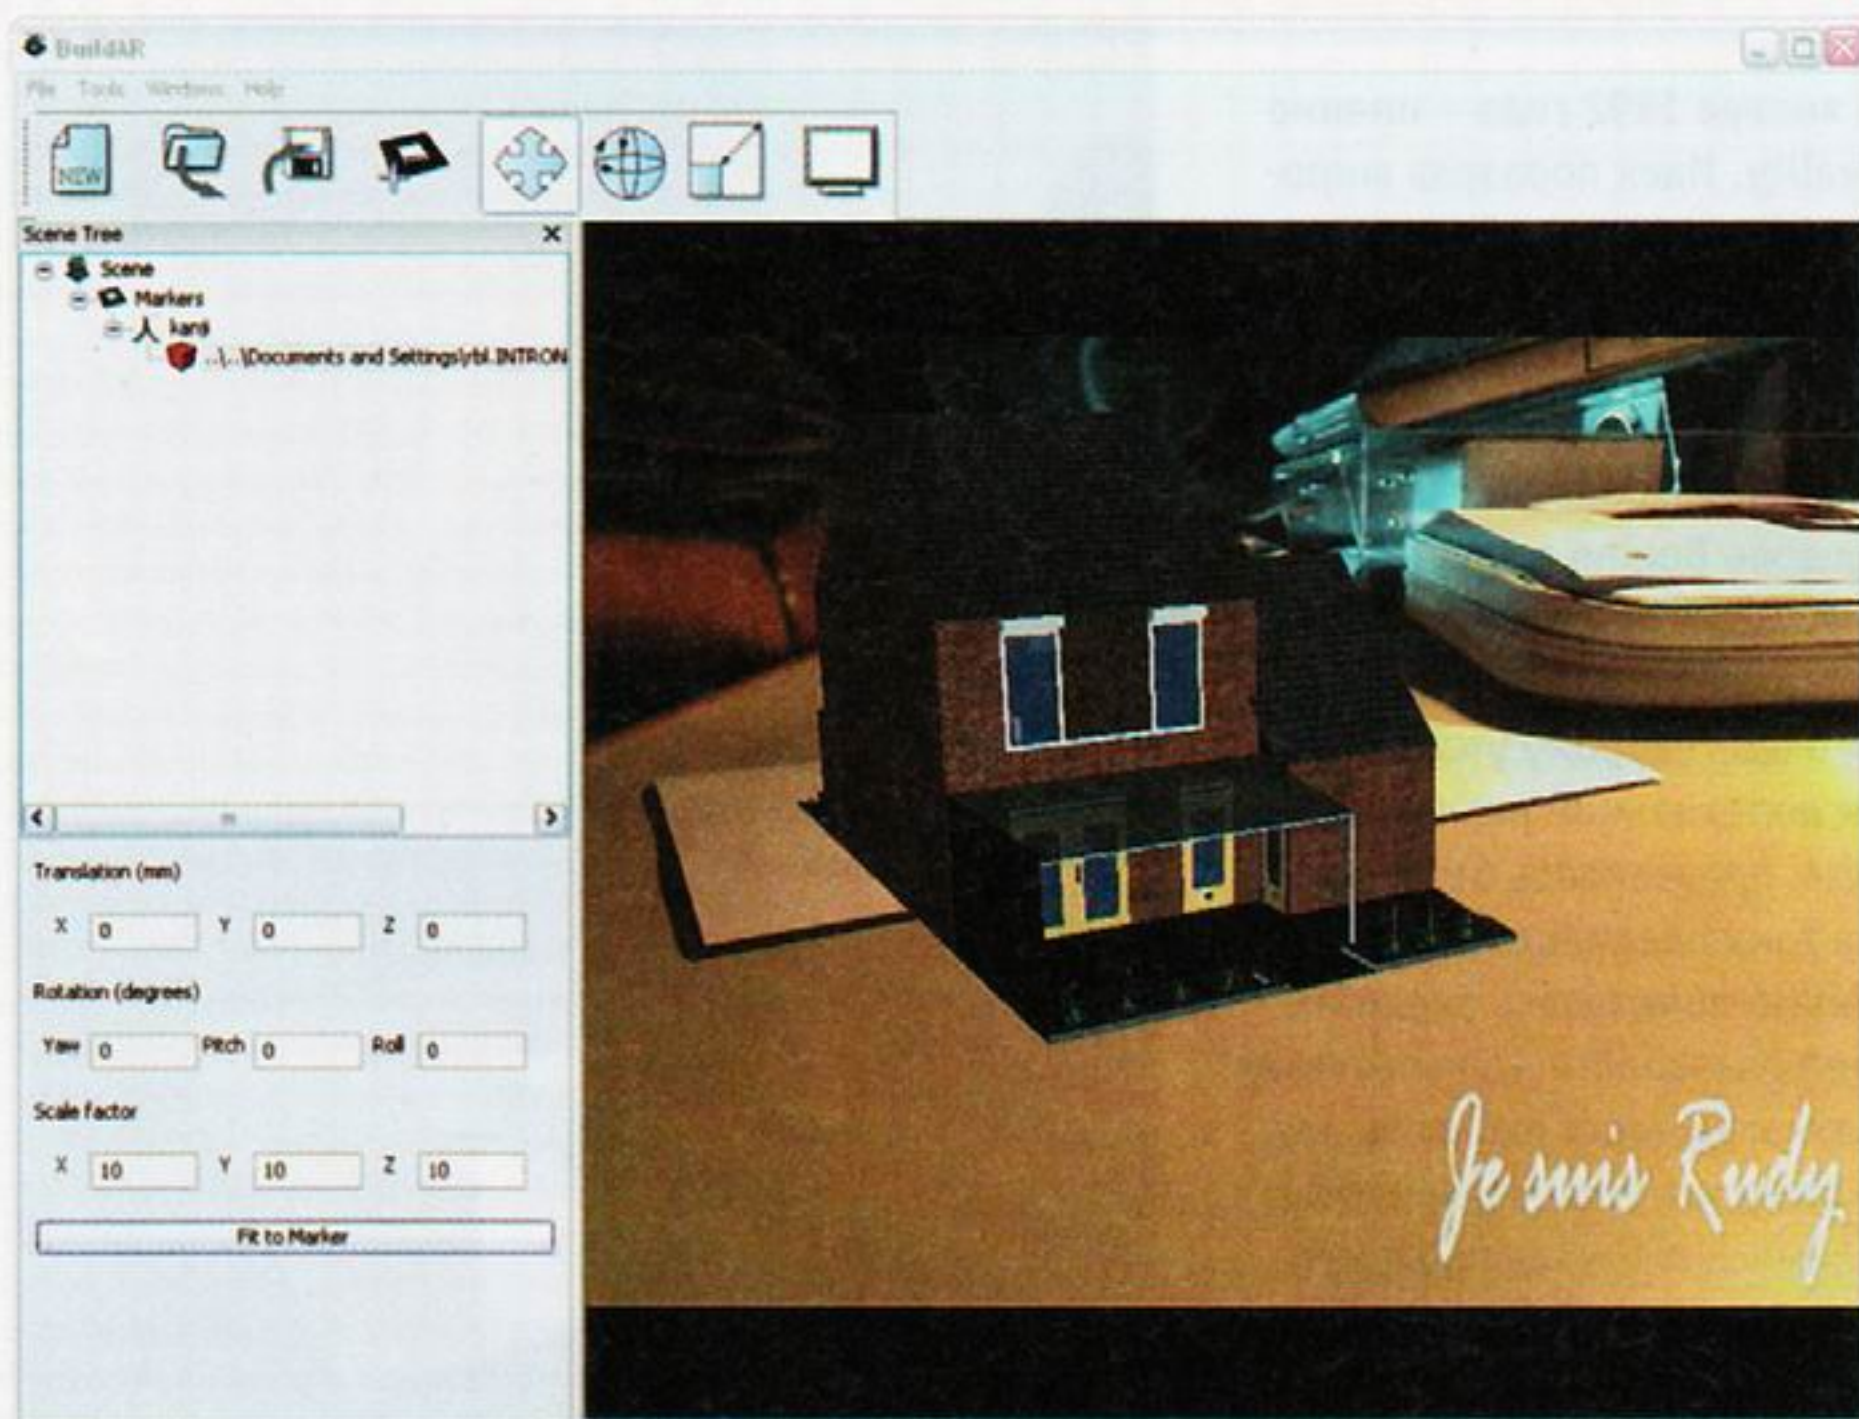 BuildAR
File Tools Windows Help
NEW
Scene Tree
Scene
Markers
kanji
..\..\Documents and Settings\rbl.INTRON
Translation (mm)
X 0 Y 0 Z 0
Rotation (degrees)
Yaw 0 Pitch 0 Roll 0
Scale factor
X 10 Y 10 Z 10
Fit to Marker
Je suis Rudy